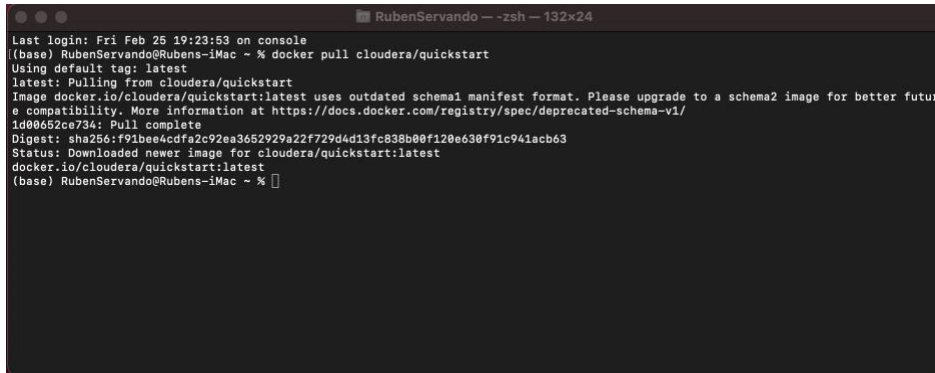 RubenServando — -zsh — 132×24
Last login: Fri Feb 25 19:23:53 on console
[(base) RubenServando@Rubens-iMac ~ % docker pull cloudera/quickstart
Using default tag: latest
latest: Pulling from cloudera/quickstart
Image docker.io/cloudera/quickstart:latest uses outdated schema1 manifest format. Please upgrade to a schema2 image for better futur
e compatibility. More information at https://docs.docker.com/registry/spec/deprecated-schema-v1/
1d00652ce734: Pull complete
Digest: sha256:f91bee4cdfa2c92ea3652929a22f729d4d13fc838b00f120e630f91c941acb63
Status: Downloaded newer image for cloudera/quickstart:latest
docker.io/cloudera/quickstart:latest
(base) RubenServando@Rubens-iMac ~ %